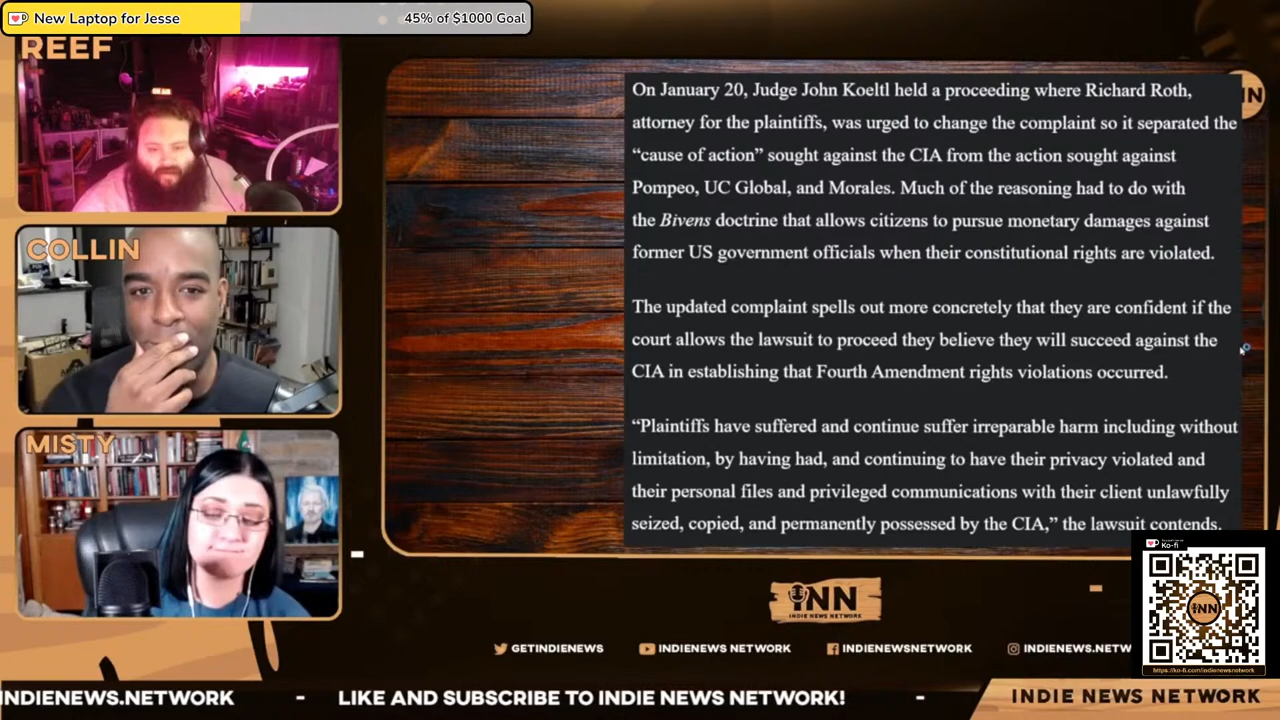 New Laptop for Jesse
45% of $1000 Goal
REEF
COLLIN
MISTY
On January 20, Judge John Koeltl held a proceeding where Richard Roth,
attorney for the plaintiffs, was urged to change the complaint so it separated the
“cause of action” sought against the CIA from the action sought against
Pompeo, UC Global, and Morales. Much of the reasoning had to do with
the Bivens doctrine that allows citizens to pursue monetary damages against
former US government officials when their constitutional rights are violated.
The updated complaint spells out more concretely that they are confident if the
court allows the lawsuit to proceed they believe they will succeed against the
CIA in establishing that Fourth Amendment rights violations occurred.
“Plaintiffs have suffered and continue suffer irreparable harm including without
limitation, by having had, and continuing to have their privacy violated and
their personal files and privileged communications with their client unlawfully
seized, copied, and permanently possessed by the CIA,” the lawsuit contends.
INN
INDIE NEWS NETWORK
Ko-fi
INN
https://ko-fi.com/indienewsnetwork
GETINDIENEWS
INDIENEWS NETWORK
INDIENEWSNETWORK
INDIENEWS.NETW
INDIENEWS.NETWORK - LIKE AND SUBSCRIBE TO INDIE NEWS NETWORK! -
INDIE NEWS NETWORK